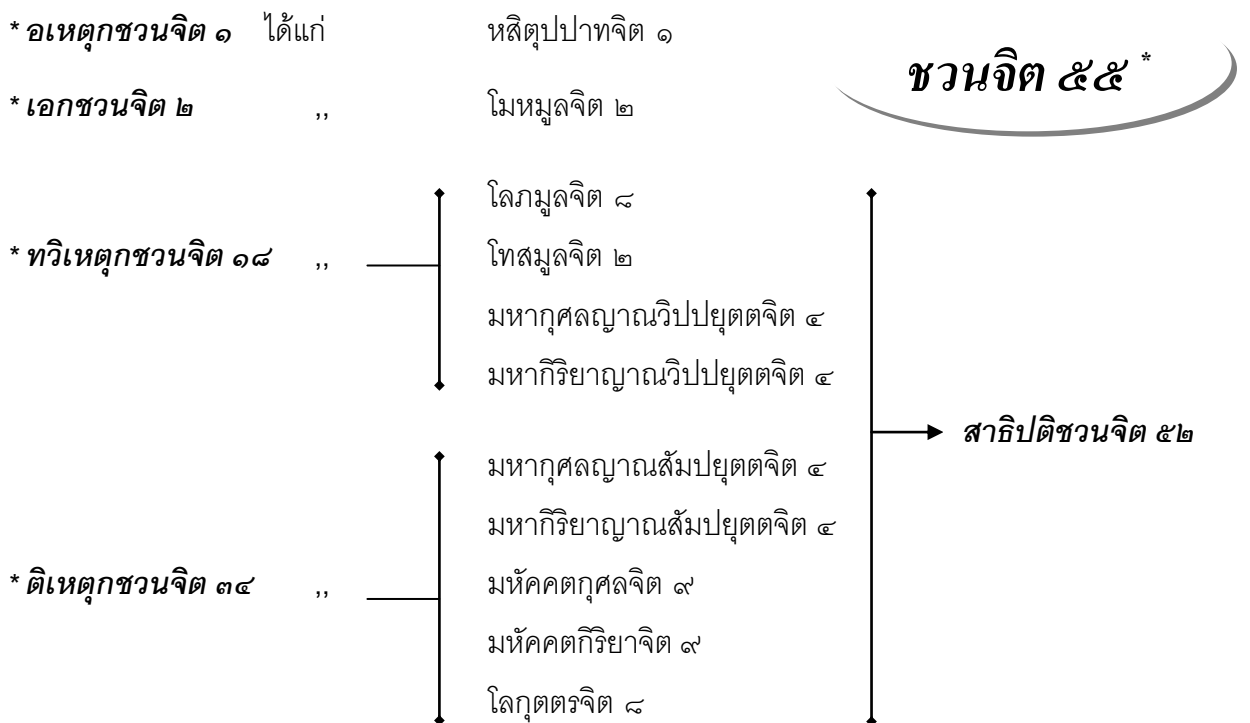 * อเหตุกชวนจิต ๑ ได้แก่ หสิตุปปาทจิต ๑
ชวนจิต ๕๕ *
* เอกชวนจิต ๒ ,, โมหมูลจิต ๒
โลภมูลจิต ๘
* ทวิเหตุกชวนจิต ๑๘ ,, โทสมูลจิต ๒
มหากุศลญาณวิปปยุตตจิต ๔
มหากิริยาญาณวิปปยุตตจิต ๔
สาธิปติชวนจิต ๕๒
มหากุศลญาณสัมปยุตตจิต ๔
มหากิริยาญาณสัมปยุตตจิต ๔
* ติเหตุกชวนจิต ๓๔ ,, มหัคคตกุศลจิต ๙
มหัคคตกิริยาจิต ๙
โลกุตตรจิต ๘